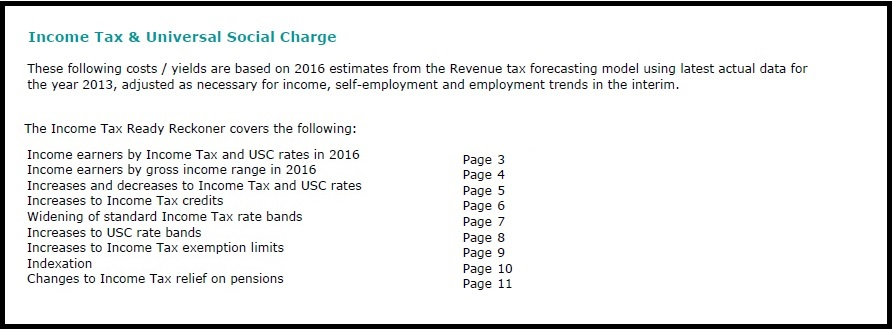 Income Tax & Universal Social Charge
These following costs / yields are based on 2016 estimates from the Revenue tax forecasting model using latest actual data for
the year 2013, adjusted as necessary for income, self-employment and employment trends in the interim.
The Income Tax Ready Reckoner covers the following:
Income earners by Income Tax and USC rates in 2016 Page 3
Income earners by gross income range in 2016 Page 4
Increases and decreases to Income Tax and USC rates Page 5
Increases to Income Tax credits Page 6
Widening of standard Income Tax rate bands Page 7
Increases to USC rate bands Page 8
Increases to Income Tax exemption limits Page 9
Indexation Page 10
Changes to Income Tax relief on pensions Page 11